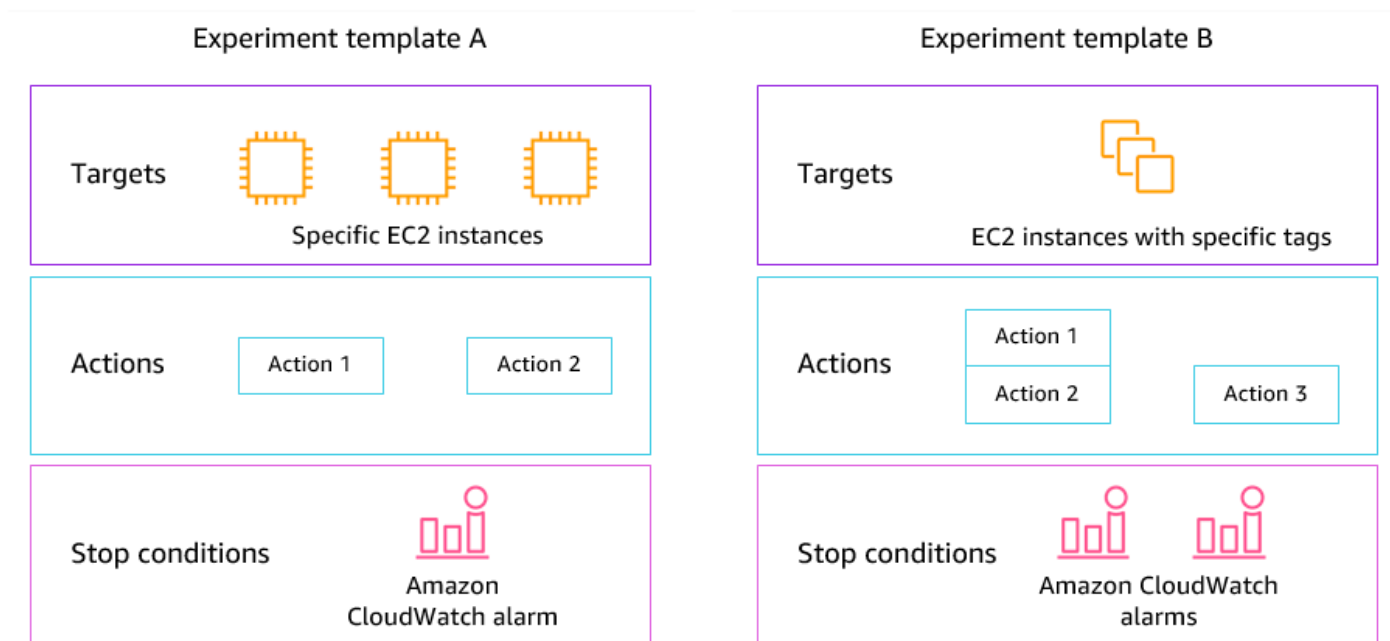 Experiment template A
Targets
Specific EC2 instances
Actions
Action 1
Action 2
Stop conditions
Amazon
CloudWatch alarm
Experiment template B
Targets
EC2 instances with specific tags
Actions
Action 1
Action 2
Action 3
Stop conditions
Amazon CloudWatch
alarms